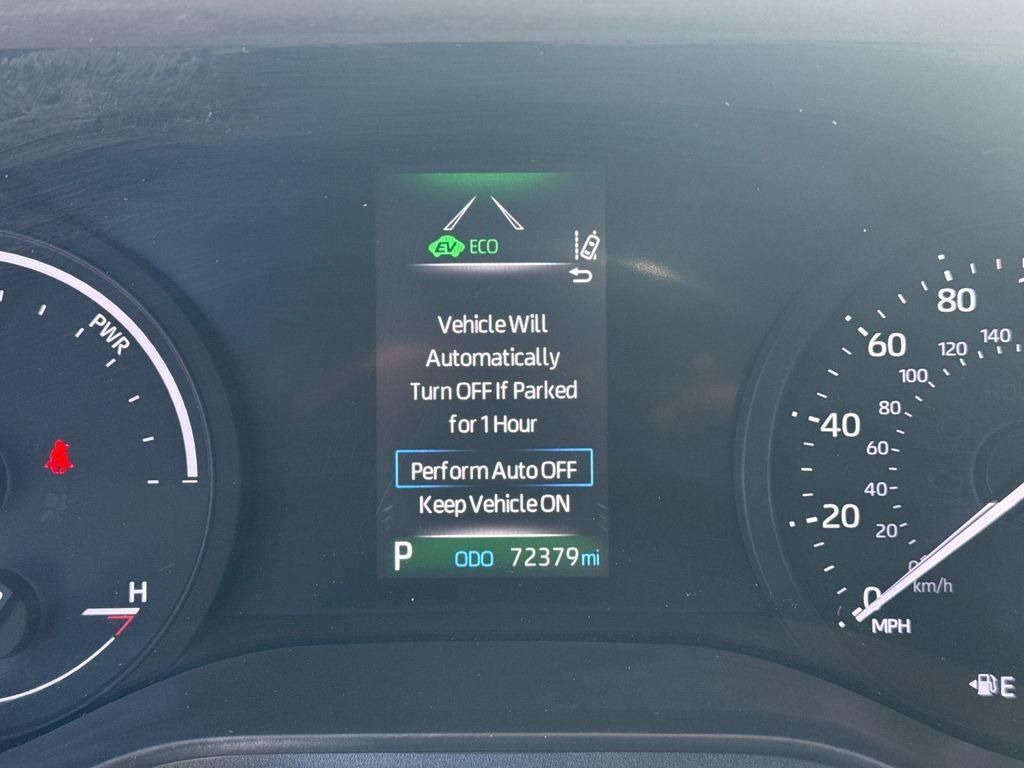 EV ECO
Vehicle Will
Automatically
Turn OFF If Parked
for 1 Hour
Perform Auto OFF
Keep Vehicle ON
P ODO 72379 mi
PWR
H
80
60
40
20
0
MPH
140
120
100
80
60
40
20
km/h
E